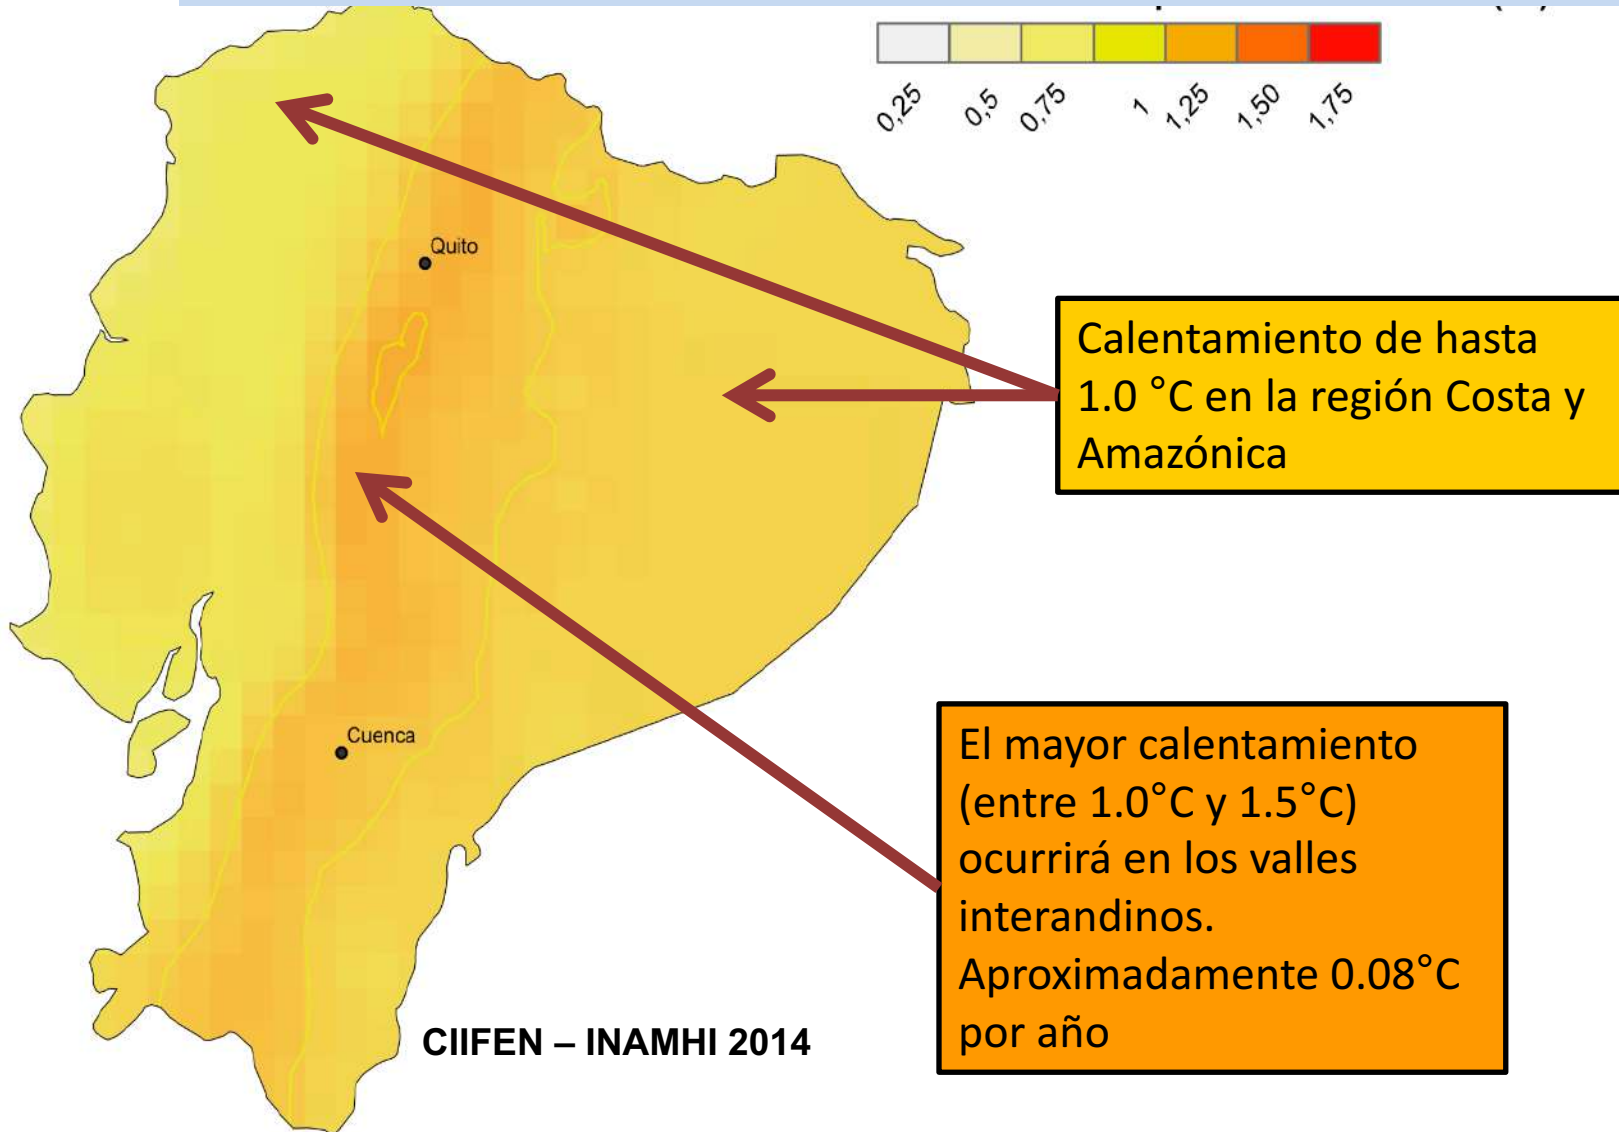 0,25 0,5 0,75 1 1,25 1,50 1,75
Quito
Calentamiento de hasta
1.0 °C en la región Costa y
Amazónica
Cuenca
El mayor calentamiento
(entre 1.0°C y 1.5°C)
ocurrirá en los valles
interandinos.
Aproximadamente 0.08°C
por año
CIIFEN – INAMHI 2014